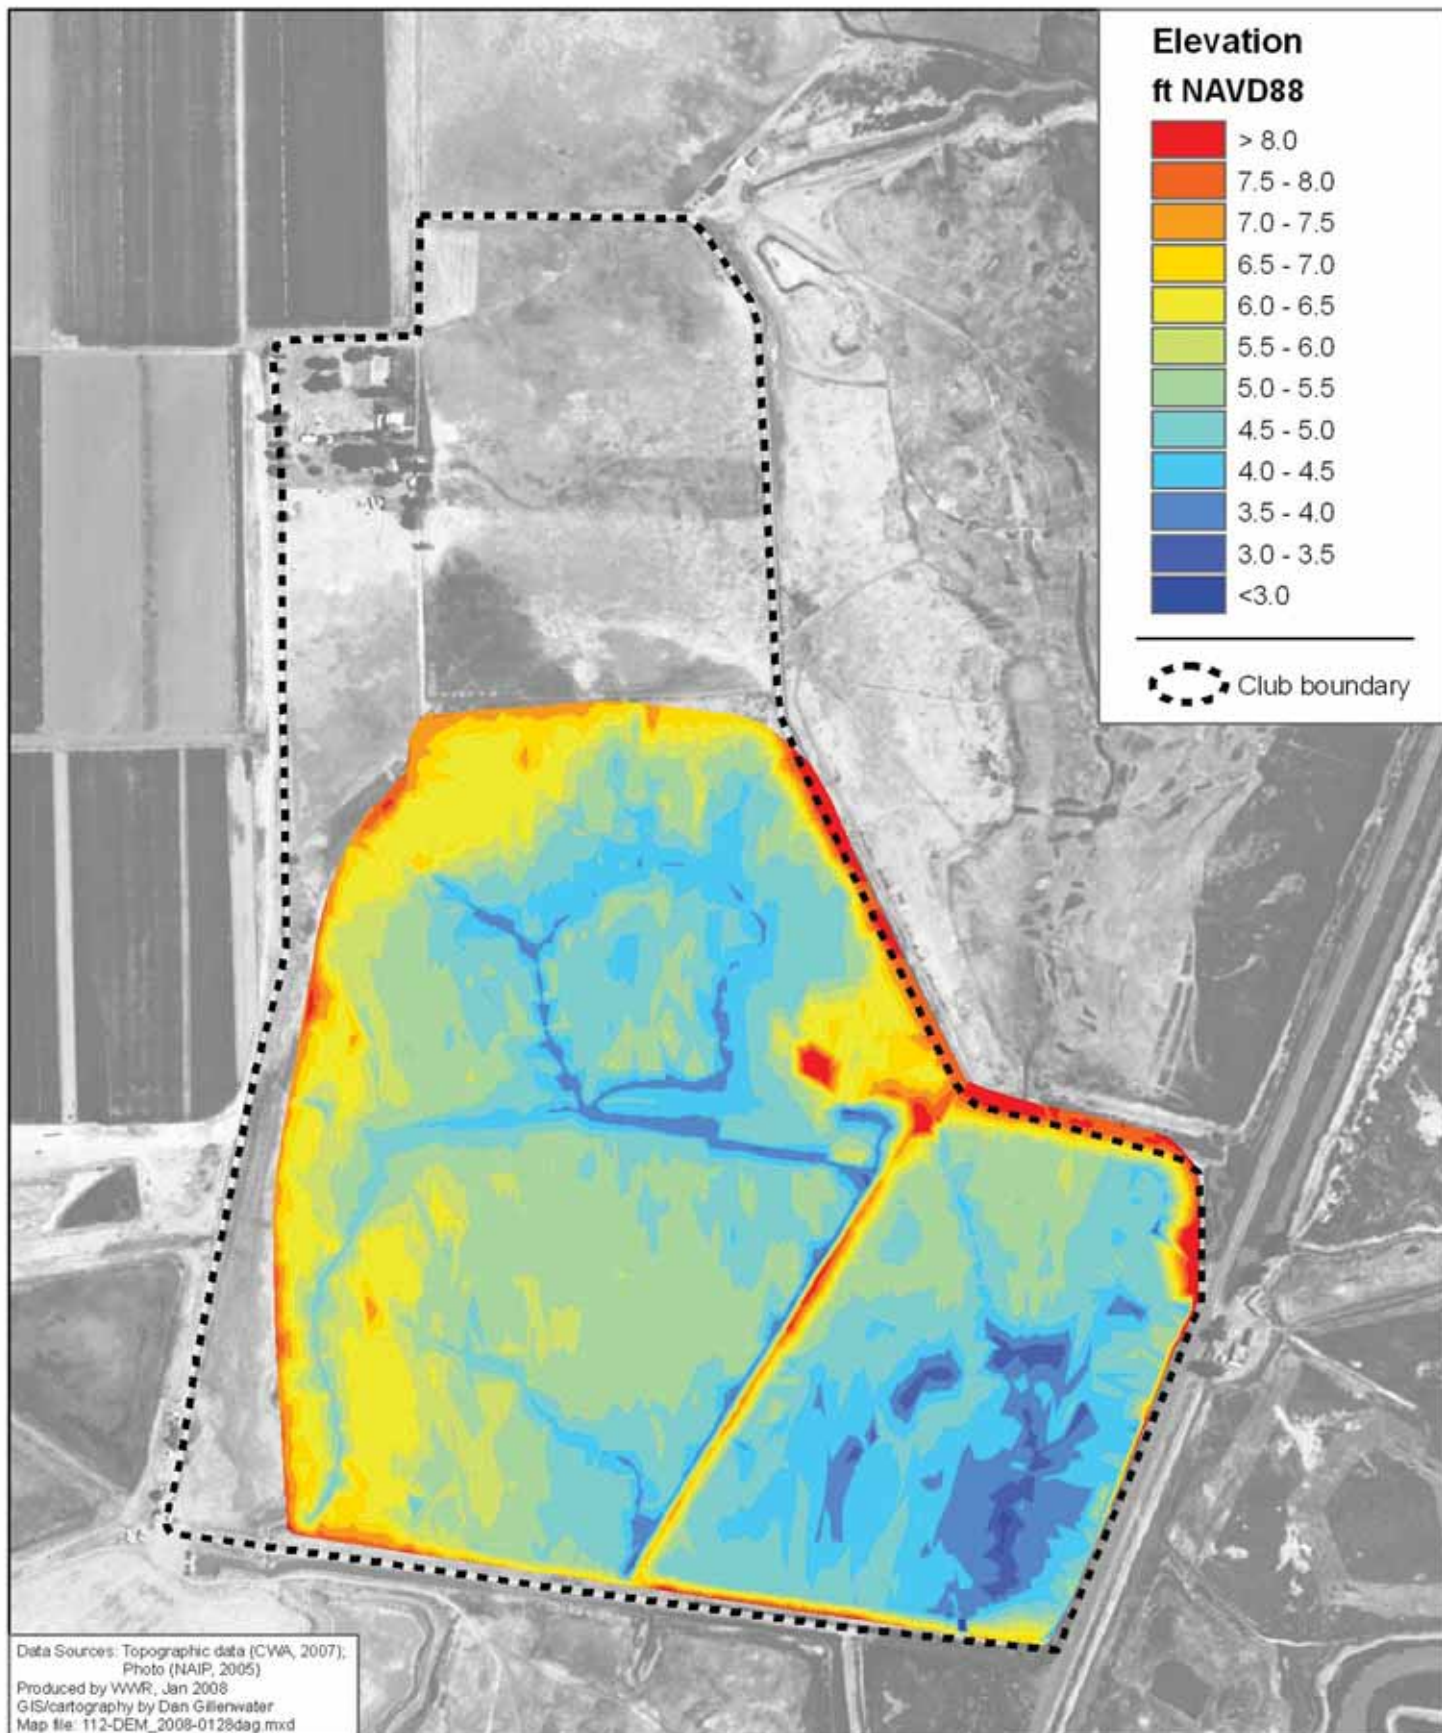 Elevation
ft NAVD88
> 8.0
7.5 - 8.0
7.0 - 7.5
6.5 - 7.0
6.0 - 6.5
5.5 - 6.0
5.0 - 5.5
4.5 - 5.0
4.0 - 4.5
3.5 - 4.0
3.0 - 3.5
<3.0
Club boundary
Data Sources: Topographic data (CWA, 2007);
Photo (NAIP, 2005)
Produced by WWR, Jan 2008
GIS/cartography by Dan Gillenwater
Map file: 112-DEM_2008-0128dag.mxd